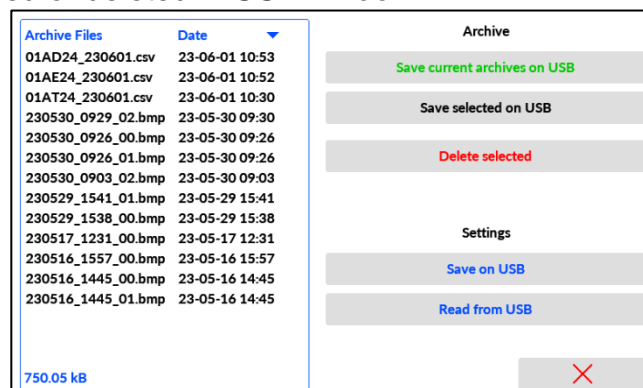 Archive Files Date
01AD24_230601.csv 23-06-01 10:53
01AE24_230601.csv 23-06-01 10:52
01AT24_230601.csv 23-06-01 10:30
230530_0929_02.bmp 23-05-30 09:30
230530_0926_00.bmp 23-05-30 09:26
230530_0926_01.bmp 23-05-30 09:26
230530_0903_02.bmp 23-05-30 09:03
230529_1541_01.bmp 23-05-29 15:41
230529_1538_00.bmp 23-05-29 15:38
230517_1231_00.bmp 23-05-17 12:31
230516_1557_00.bmp 23-05-16 15:57
230516_1445_00.bmp 23-05-16 14:45
230516_1445_01.bmp 23-05-16 14:45
750.05 kB
Archive
Save current archives on USB
Save selected on USB
Delete selected
Settings
Save on USB
Read from USB